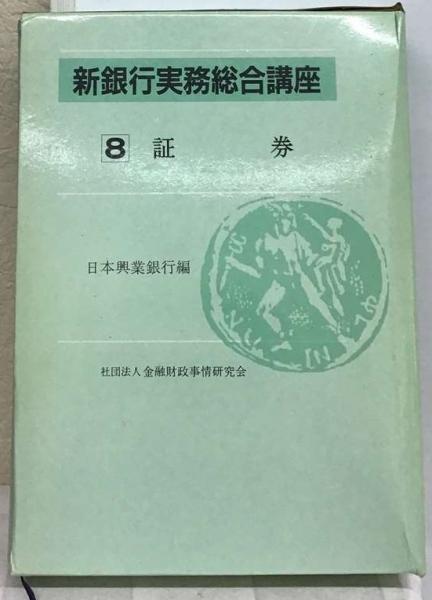 新銀行実務総合講座
8 証 券
日本興業銀行編
社団法人 金融財政事情研究会